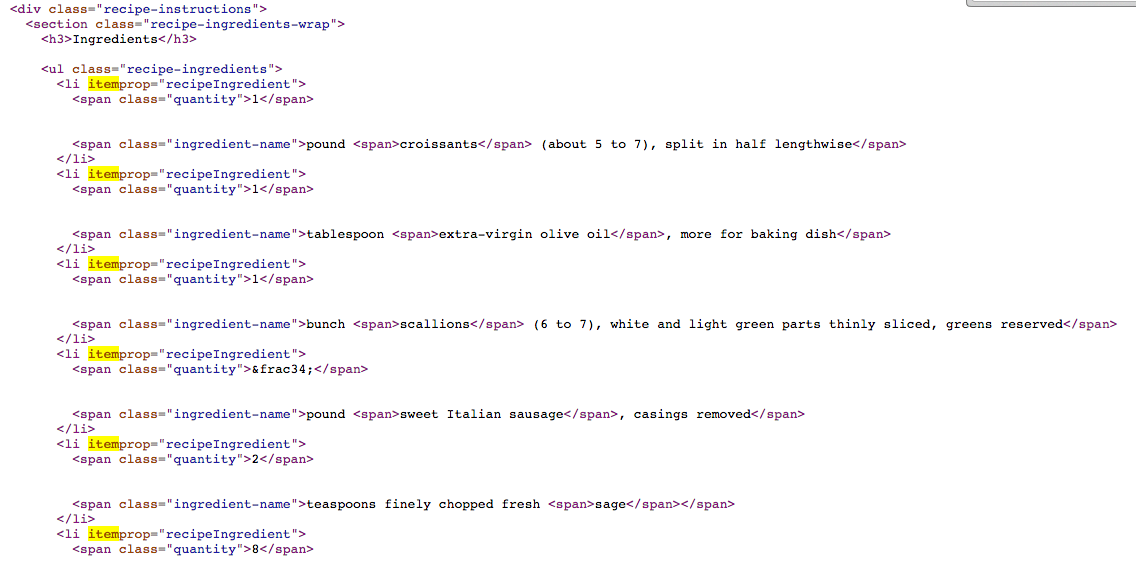 <div class="recipe-instructions">
<section class="recipe-ingredients-wrap">
<h3>Ingredients</h3>
<ul class="recipe-ingredients">
<li itemprop="recipeIngredient">
<span class="quantity">1</span>
<span class="ingredient-name">pound <span>croissants</span> (about 5 to 7), split in half lengthwise</span>
</li>
<li itemprop="recipeIngredient">
<span class="quantity">1</span>
<span class="ingredient-name">tablespoon <span>extra-virgin olive oil</span>, more for baking dish</span>
</li>
<li itemprop="recipeIngredient">
<span class="quantity">1</span>
<span class="ingredient-name">bunch <span>scallions</span> (6 to 7), white and light green parts thinly sliced, greens reserved</span>
</li>
<li itemprop="recipeIngredient">
<span class="quantity">&frac34;</span>
<span class="ingredient-name">pound <span>sweet Italian sausage</span>, casings removed</span>
</li>
<li itemprop="recipeIngredient">
<span class="quantity">2</span>
<span class="ingredient-name">teaspoons finely chopped fresh <span>sage</span></span>
</li>
<li itemprop="recipeIngredient">
<span class="quantity">8</span>